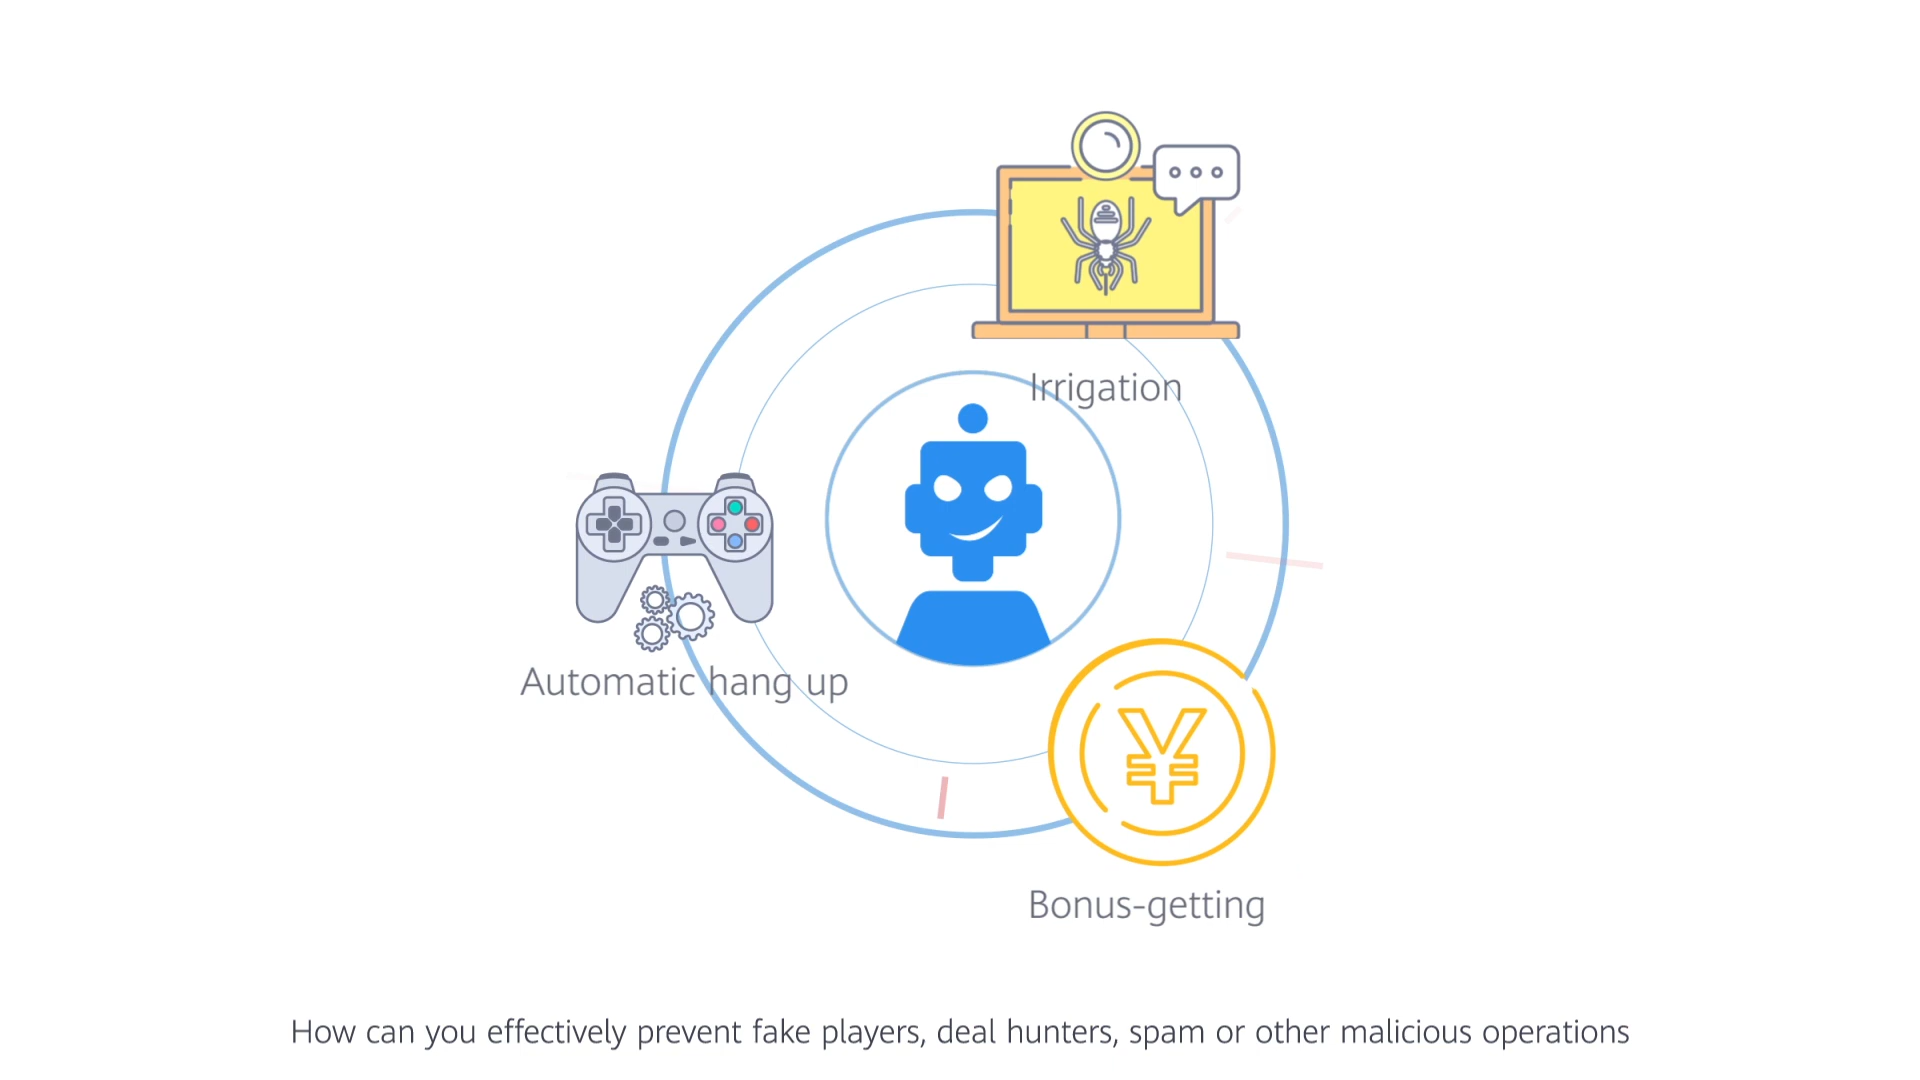 Irrigation
Automatic hang up
Bonus-getting
How can you effectively prevent fake players, deal hunters, spam or other malicious operations